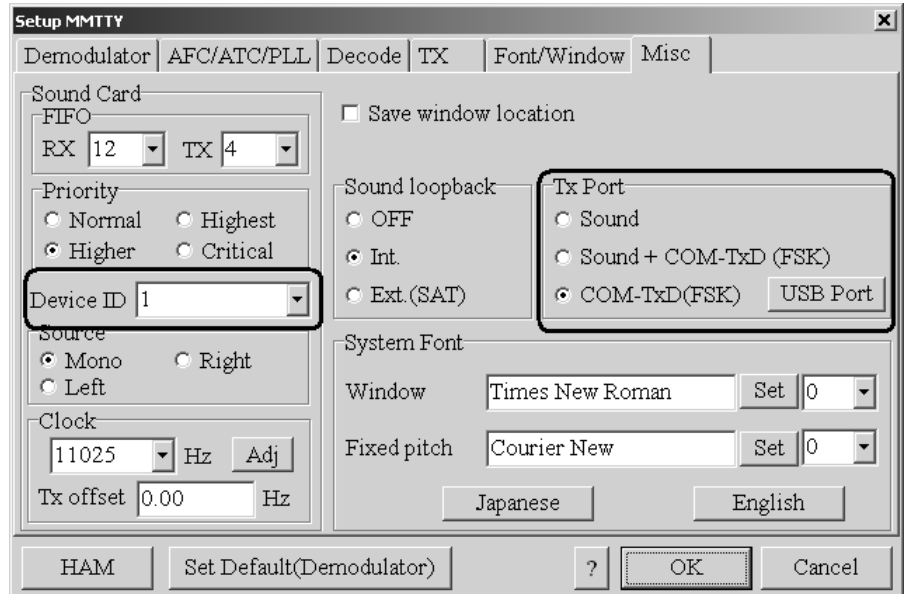 Setup MMTTY
Demodulator AFC/ATC/PLL Decode TX Font/Window Misc
Sound Card
FIFO
RX 12 TX 4
Priority
Normal Highest
Higher Critical
Device ID 1
Source
Mono Right
Left
Clock
11025 Hz Adj
Tx offset 0.00 Hz
Save window location
Sound loopback
OFF
Int.
Ext.(SAT)
Tx Port
Sound
Sound + COM-TxD (FSK)
COM-TxD(FSK) USB Port
System Font
Window Times New Roman Set 0
Fixed pitch Courier New Set 0
Japanese English
HAM Set Default(Demodulator) ? OK Cancel